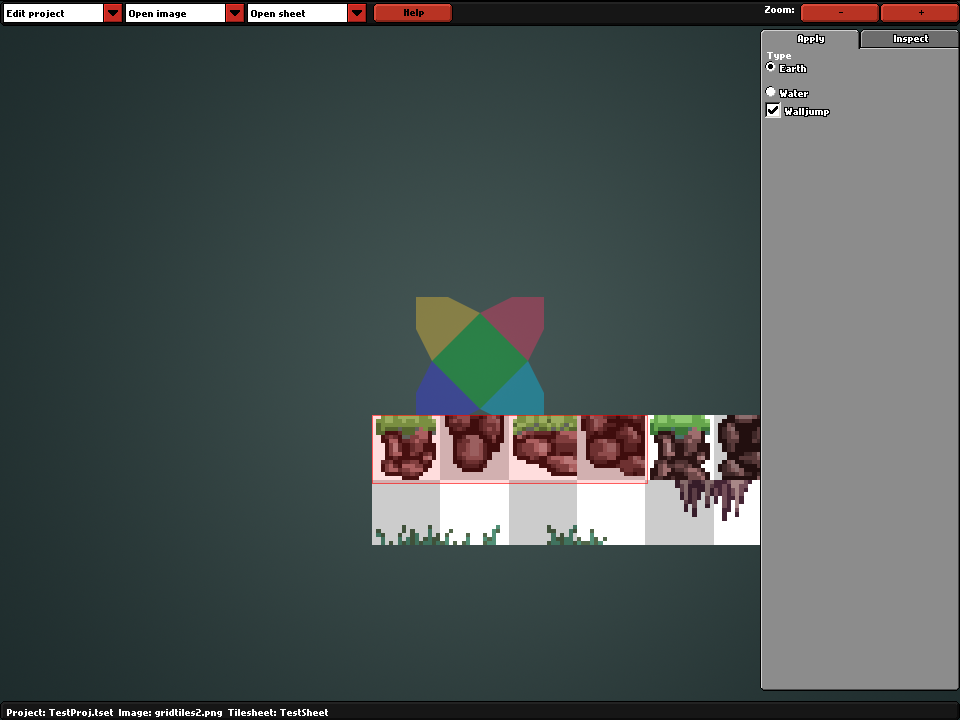 Edit project Open image Open sheet Help Zoom: - +
Apply Inspect
Type
Earth
Water
Walljump
Project: TestProj.tset Image: gridtiles2.png Tilesheet: TestSheet